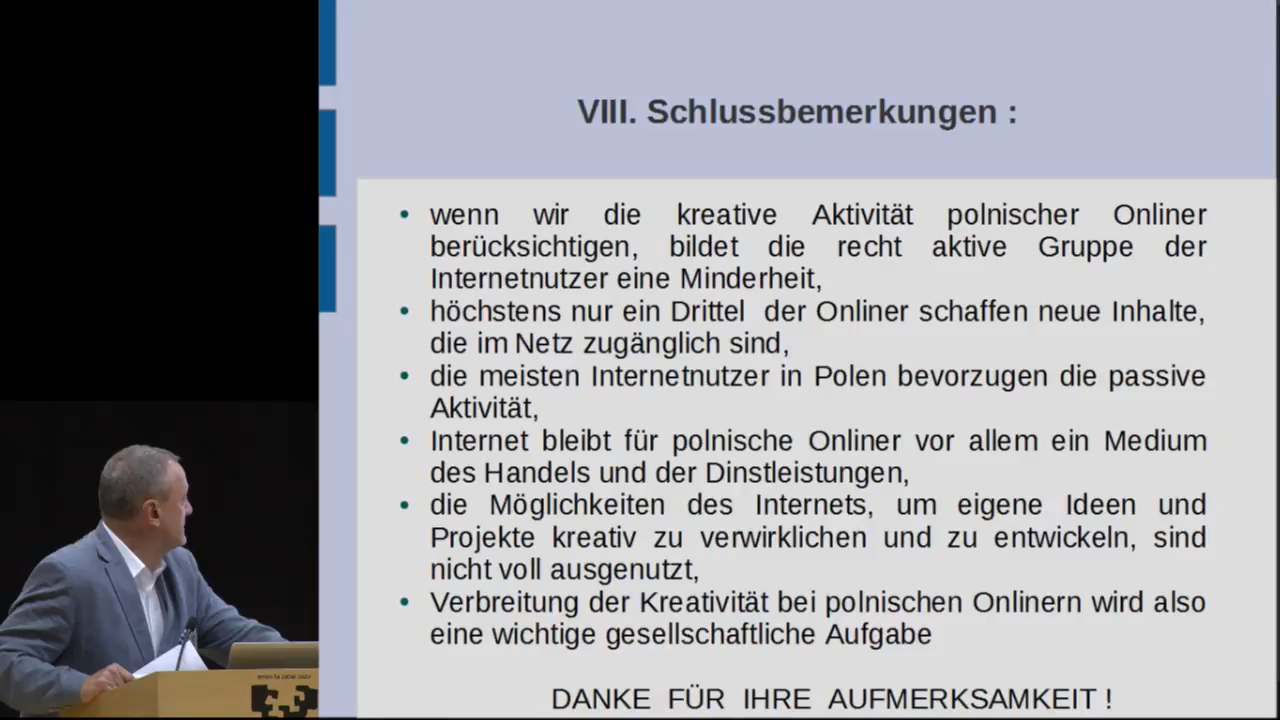 VIII. Schlussbemerkungen :
• wenn wir die kreative Aktivität polnischer Onliner
berücksichtigen, bildet die recht aktive Gruppe der
Internetnutzer eine Minderheit,
• höchstens nur ein Drittel der Onliner schaffen neue Inhalte,
die im Netz zugänglich sind,
• die meisten Internetnutzer in Polen bevorzugen die passive
Aktivität,
• Internet bleibt für polnische Onliner vor allem ein Medium
des Handels und der Dinstleistungen,
• die Möglichkeiten des Internets, um eigene Ideen und
Projekte kreativ zu verwirklichen und zu entwickeln, sind
nicht voll ausgenutzt,
• Verbreitung der Kreativität bei polnischen Onlinern wird also
eine wichtige gesellschaftliche Aufgabe
DANKE FÜR IHRE AUFMERKSAMKEIT !